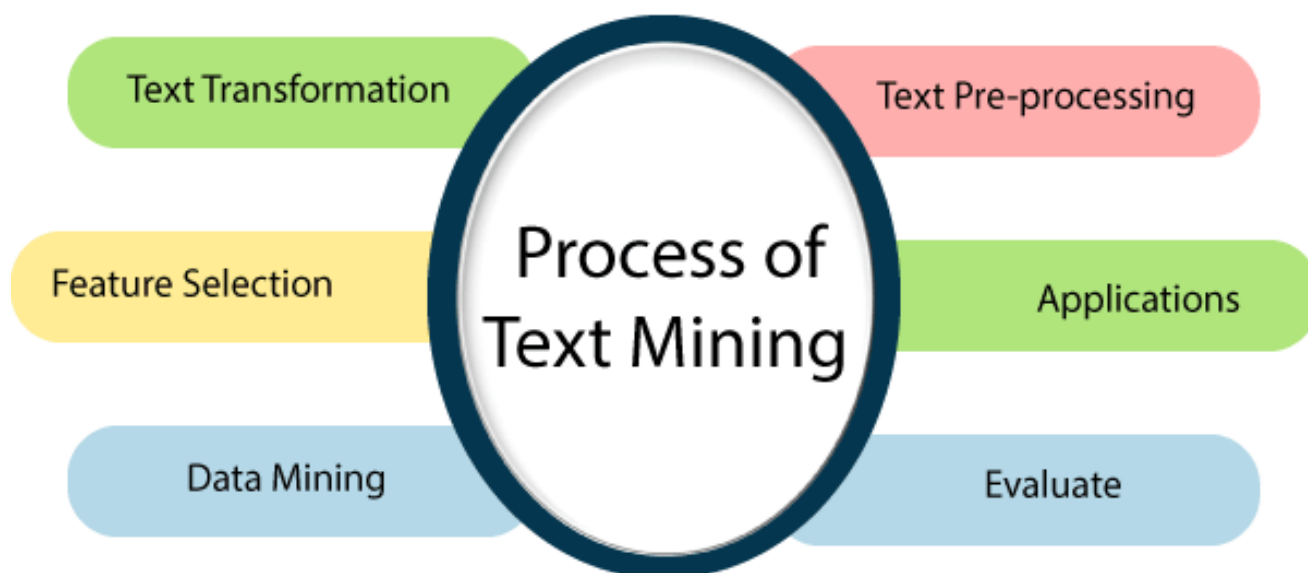 Text Transformation
Text Pre-processing
Process of
Text Mining
Feature Selection
Applications
Data Mining
Evaluate